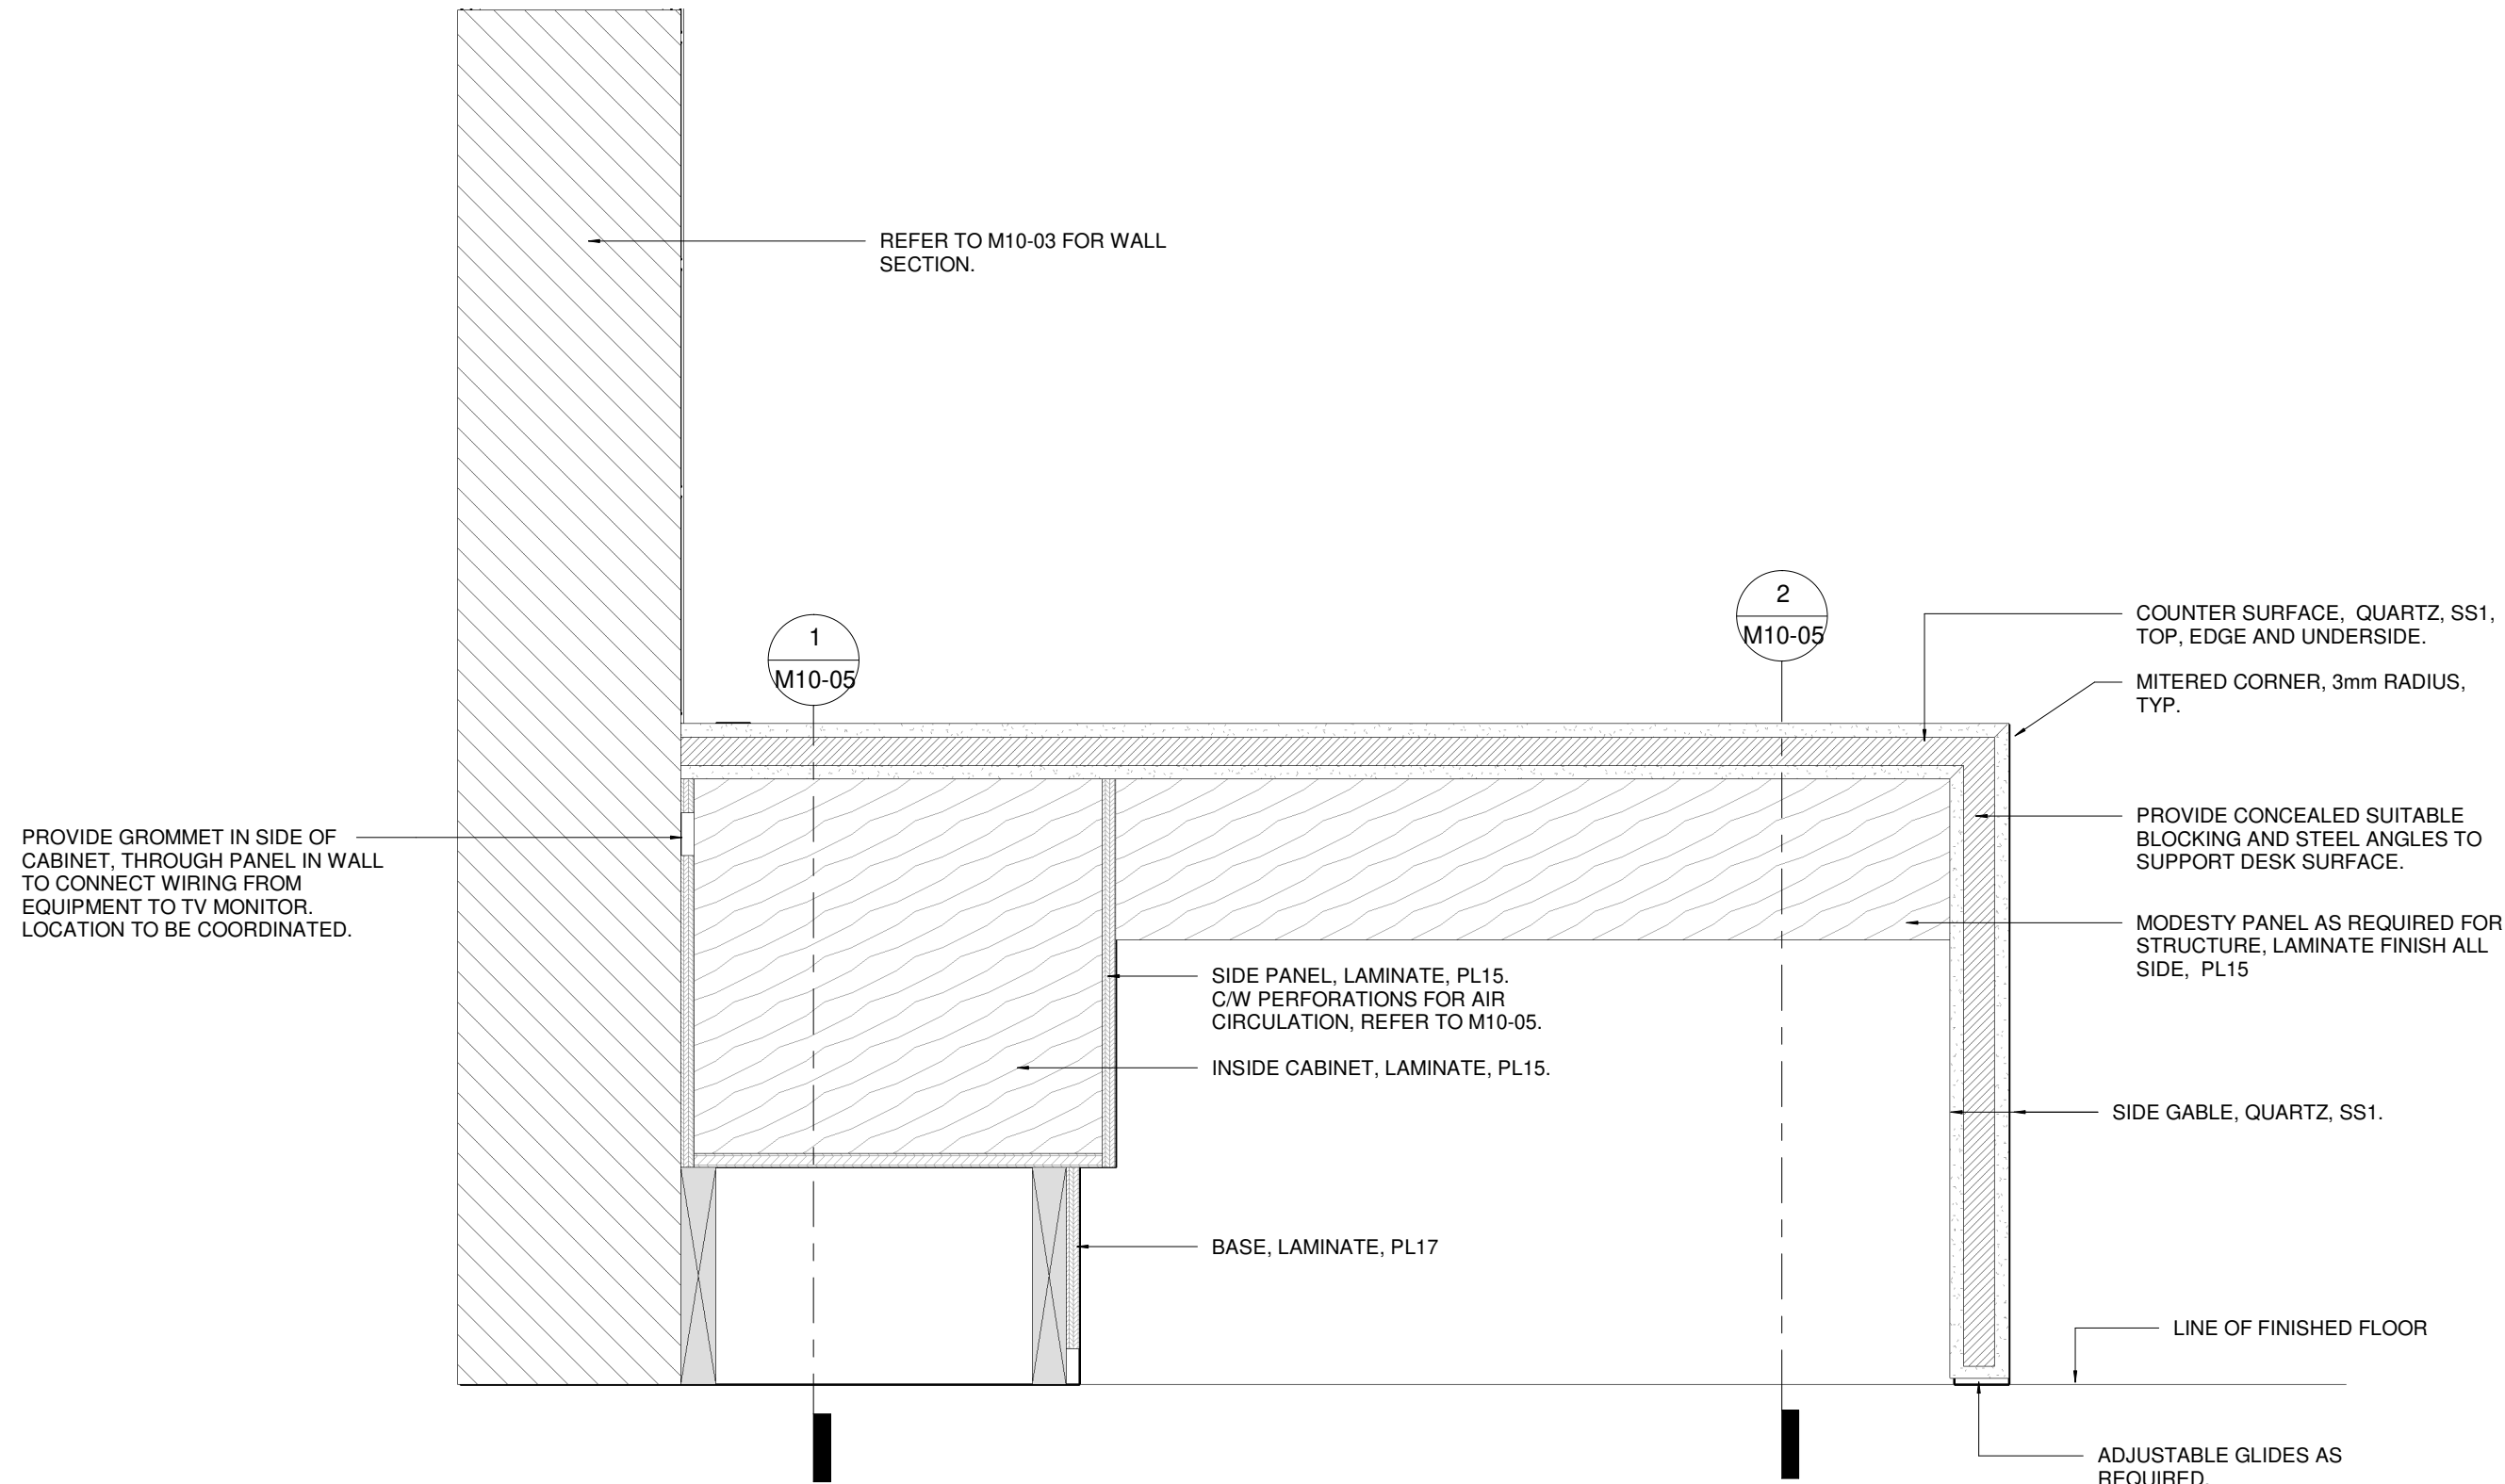 REFER TO M10-03 FOR WALL
SECTION.
1
M10-05
2
M10-05
COUNTER SURFACE,  QUARTZ, SS1,
TOP, EDGE AND UNDERSIDE.
MITERED CORNER, 3mm RADIUS,
TYP.
PROVIDE GROMMET IN SIDE OF
CABINET, THROUGH PANEL IN WALL
TO CONNECT WIRING FROM
EQUIPMENT TO TV MONITOR.
LOCATION TO BE COORDINATED.
PROVIDE CONCEALED SUITABLE
BLOCKING AND STEEL ANGLES TO
SUPPORT DESK SURFACE.
MODESTY PANEL AS REQUIRED FOR
STRUCTURE, LAMINATE FINISH ALL
SIDE,  PL15
SIDE PANEL, LAMINATE, PL15.
C/W PERFORATIONS FOR AIR
CIRCULATION, REFER TO M10-05.
INSIDE CABINET, LAMINATE, PL15.
SIDE GABLE, QUARTZ, SS1.
BASE, LAMINATE, PL17
LINE OF FINISHED FLOOR
ADJUSTABLE GLIDES AS
REQUIRED.